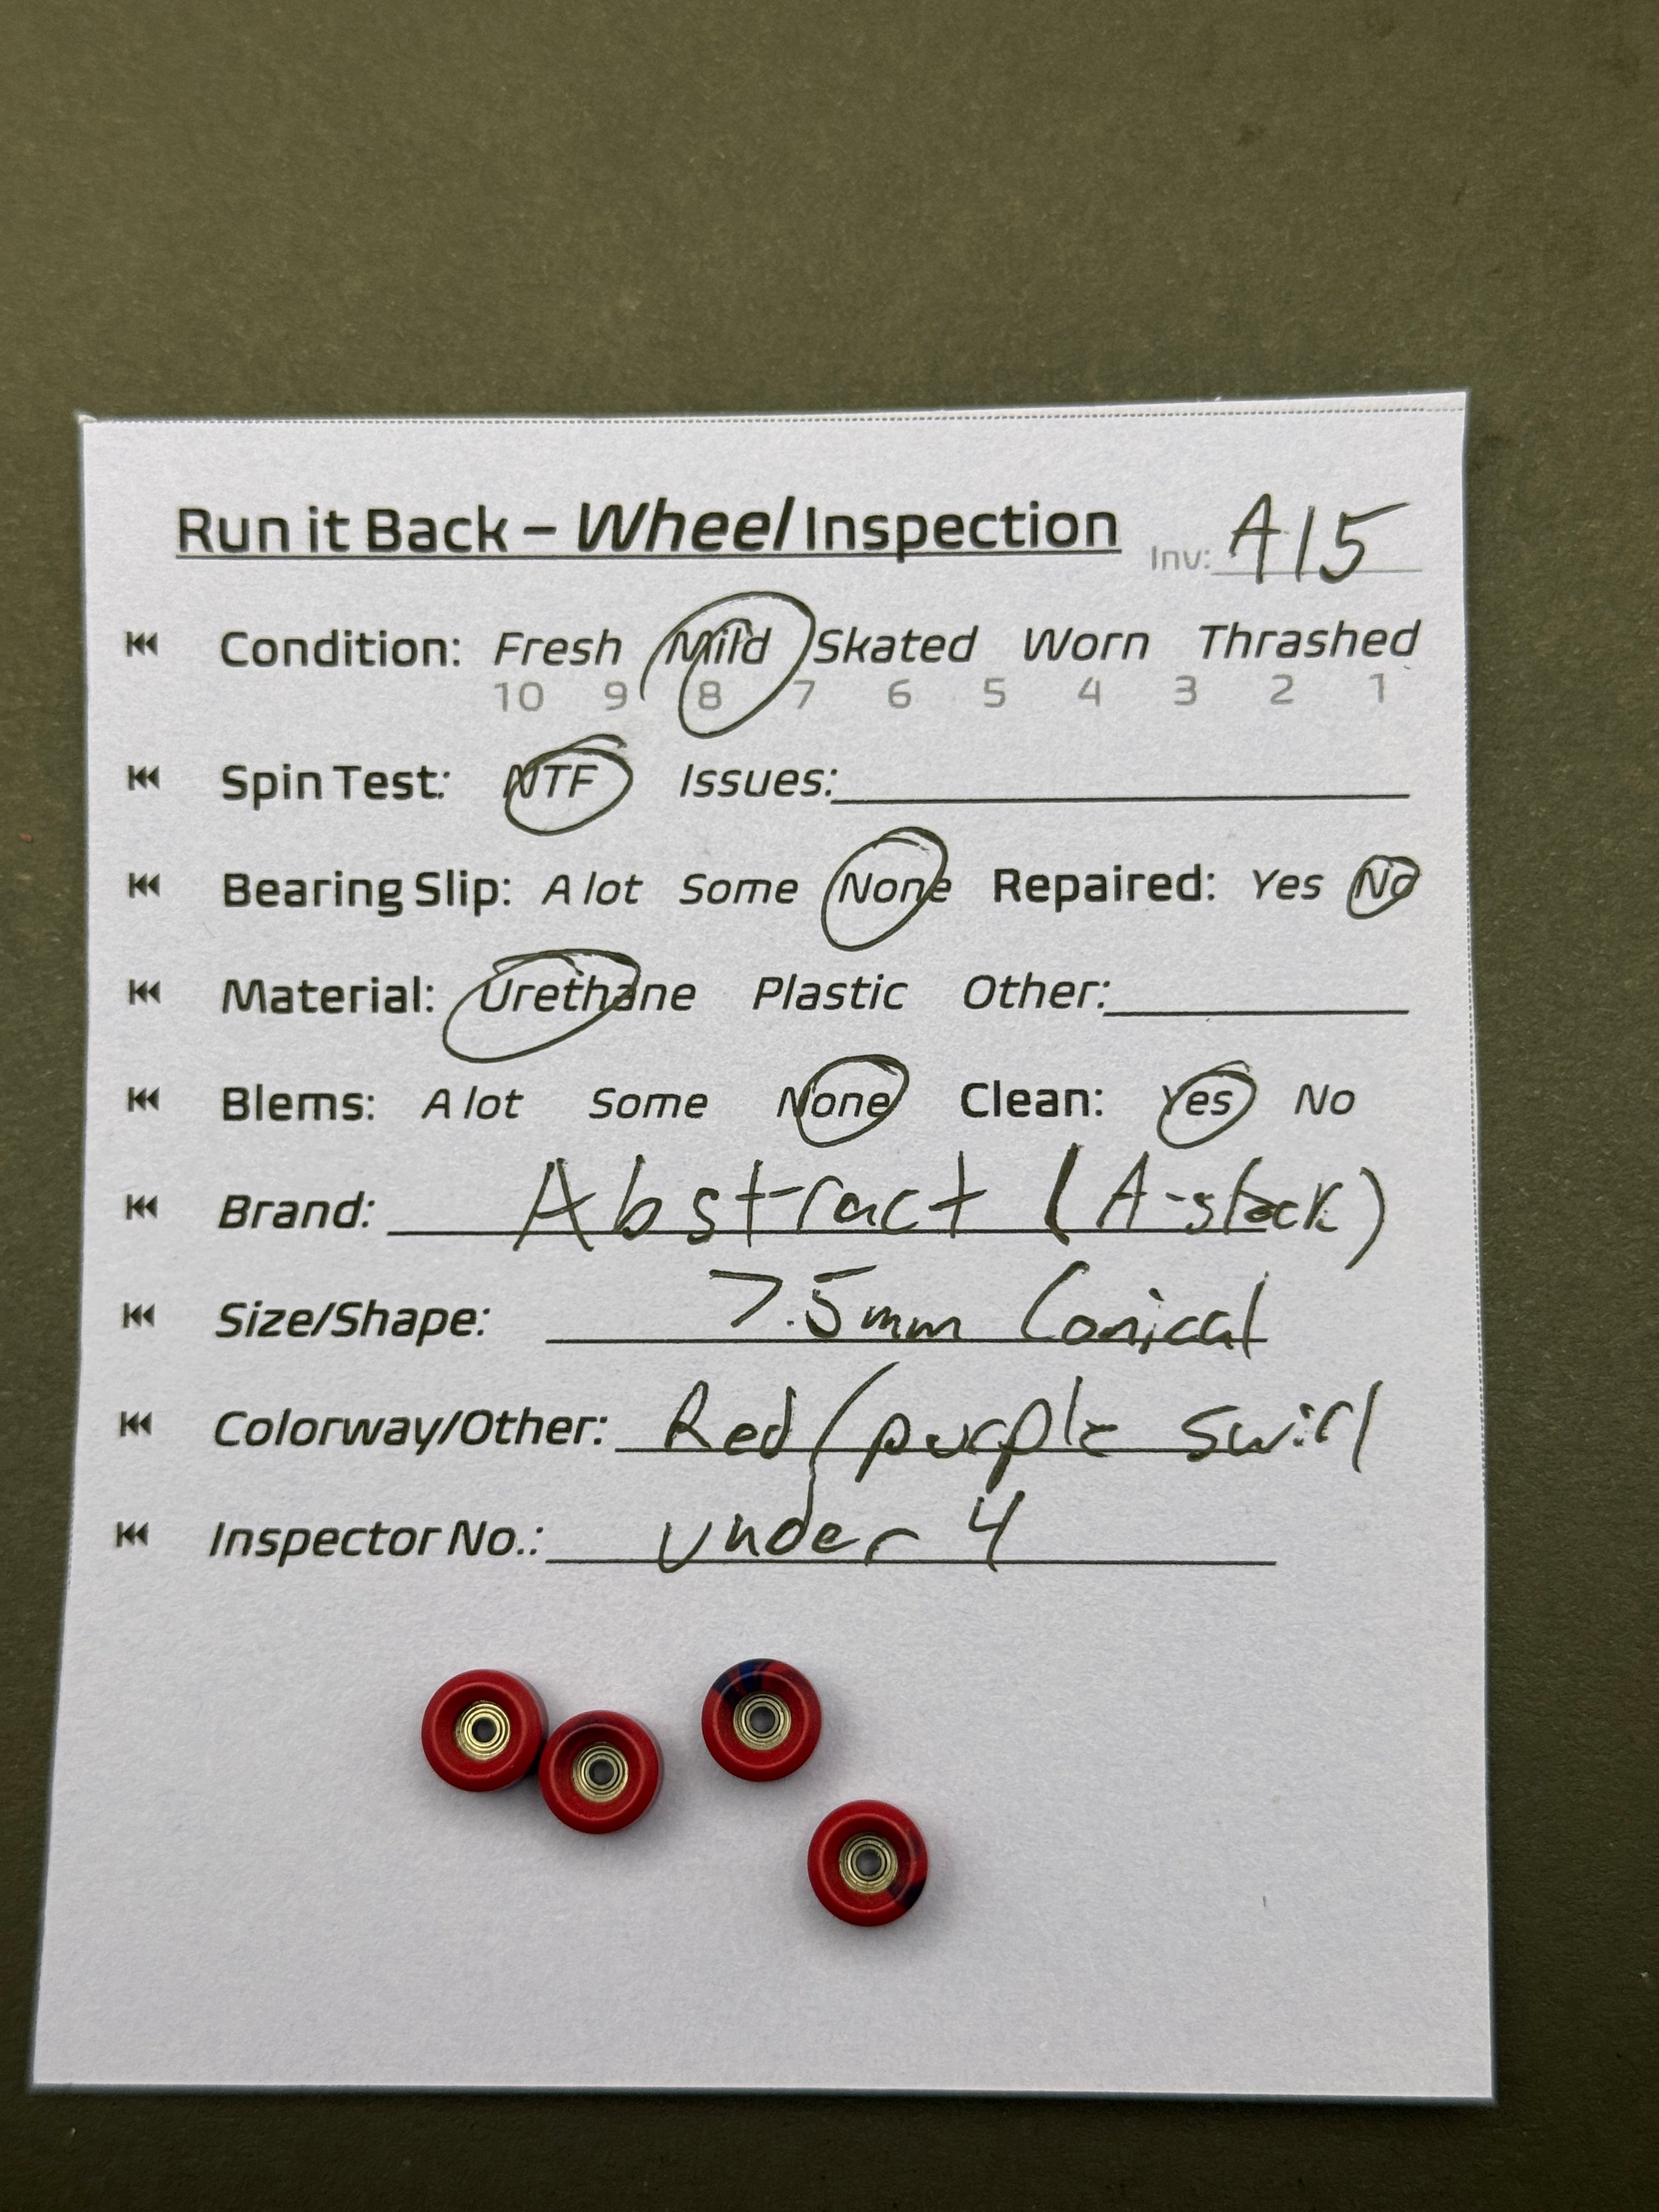 Run it Back – Wheel Inspection Inv: A15
Condition: Fresh Mild Skated Worn Thrashed
10 9 8 7 6 5 4 3 2 1
Spin Test: NTF Issues:
Bearing Slip: A lot Some None Repaired: Yes No
Material: Urethane Plastic Other:
Blems: A lot Some None Clean: Yes No
Brand: Abstract (A-stock)
Size/Shape: 7.5mm Conical
Colorway/Other: Red/purple swirl
Inspector No.: under 4